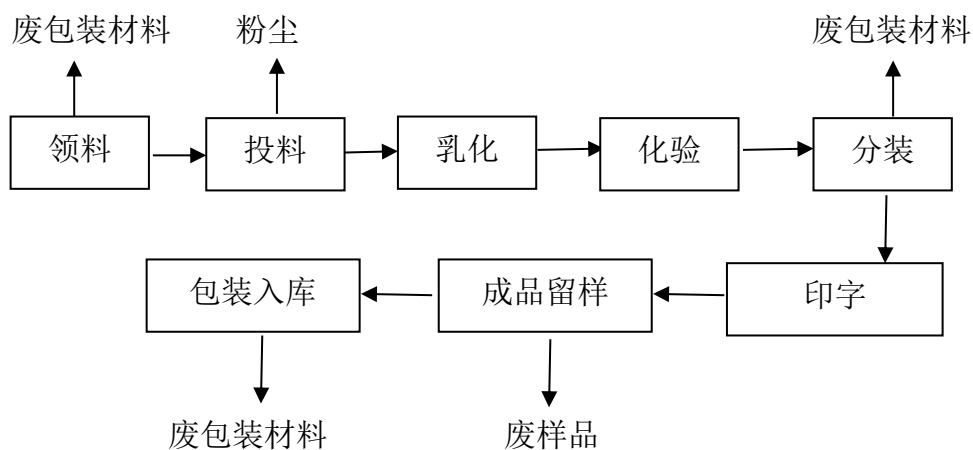 废包装材料
粉尘
废包装材料
领料
投料
乳化
化验
分装
包装入库
成品留样
印字
废包装材料
废样品